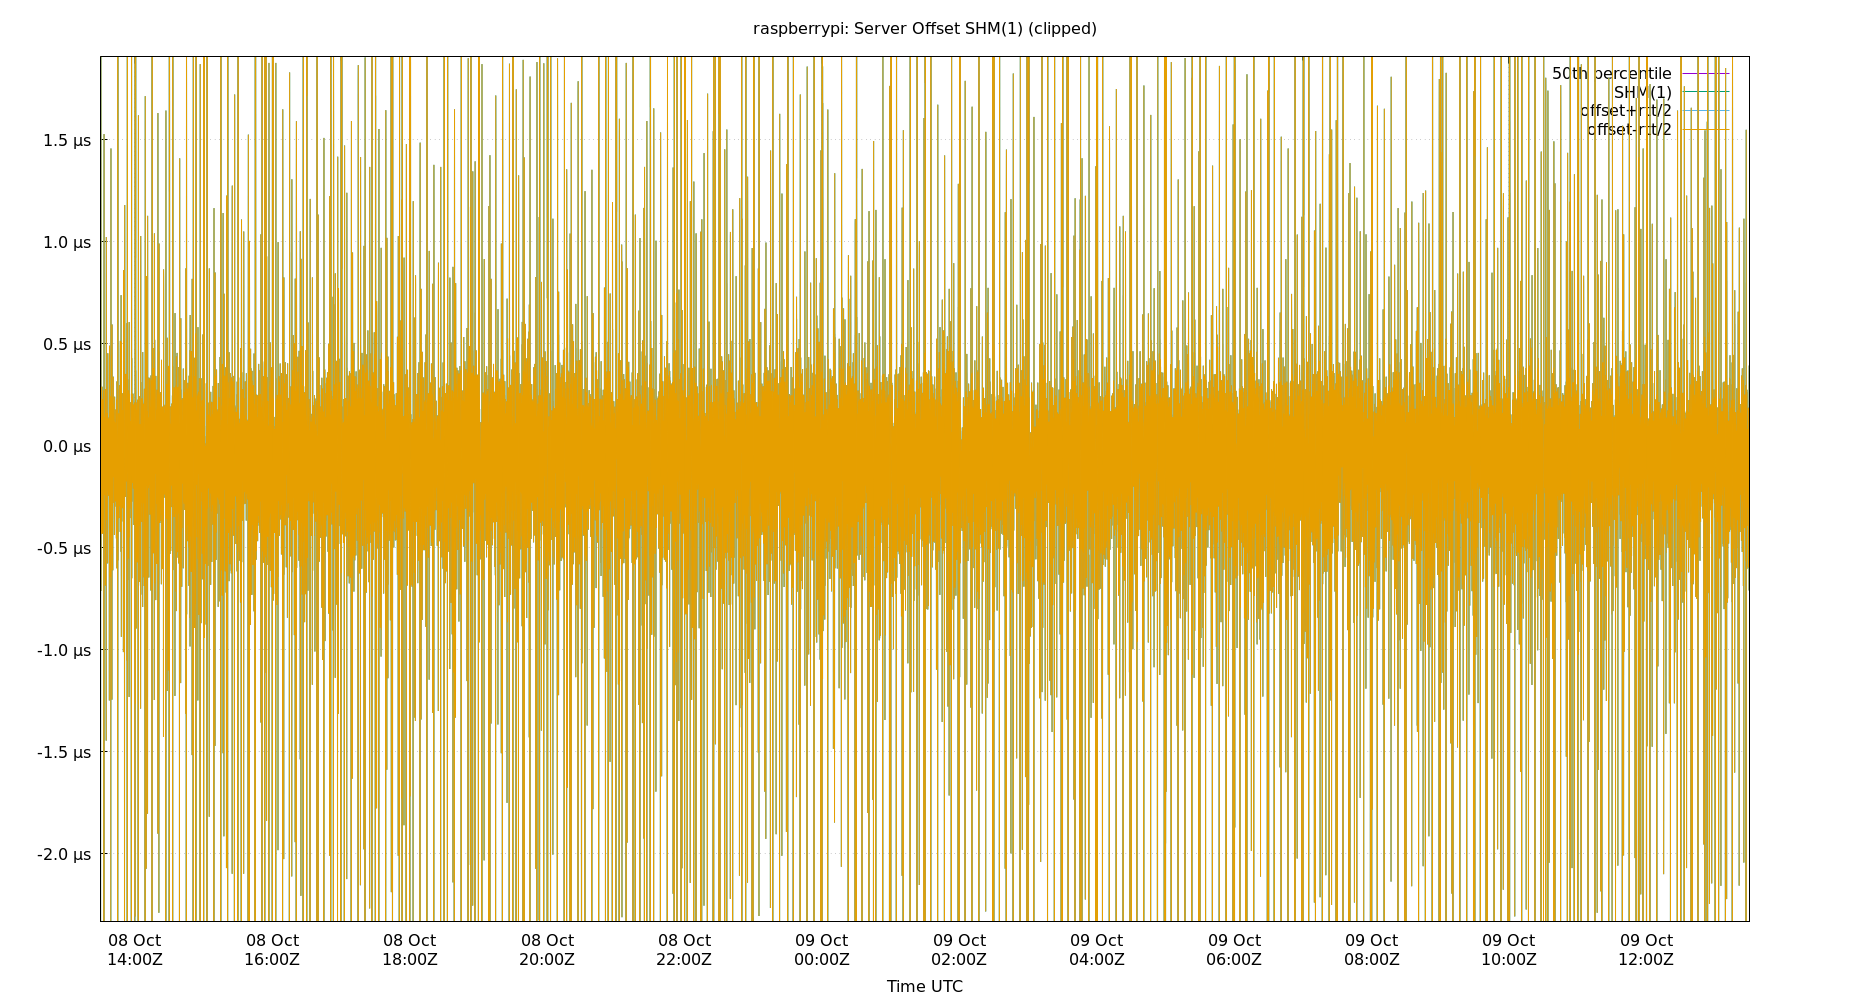 raspberrypi: Server Offset SHM(1) (clipped)
50th percentile
SHM(1)
offset+rtt/2
offset-rtt/2
1.5 µs
1.0 µs
0.5 µs
0.0 µs
-0.5 µs
-1.0 µs
-1.5 µs
-2.0 µs
08 Oct 08 Oct 08 Oct 08 Oct 08 Oct 09 Oct 09 Oct 09 Oct 09 Oct 09 Oct 09 Oct 09 Oct
14:00Z 16:00Z 18:00Z 20:00Z 22:00Z 00:00Z 02:00Z 04:00Z 06:00Z 08:00Z 10:00Z 12:00Z
Time UTC